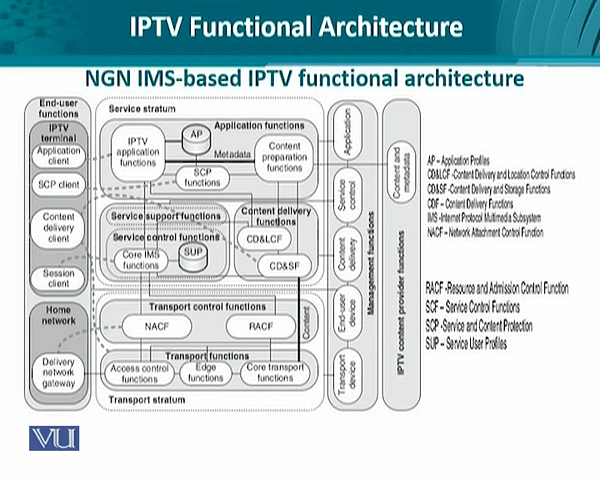 IPTV Functional Architecture
NGN IMS-based IPTV functional architecture
End-user
functions
IPTV
terminal
Application
client
SCP client
Content
delivery
client
Session
client
Home
network
Delivery
network
gateway
Service stratum
Application functions
IPTV
application
functions
AP
Metadata
SCP
functions
Content
preparation
functions
Service support functions
Service control functions
Core IMS
functions
SUP
Content delivery
functions
CD&LCF
CD&SF
Transport control functions
NACF
RACF
Content
Transport functions
Access control
functions
Edge
functions
Core transport
functions
Transport stratum
Application
Service
control
Content
delivery
End-user
device
Transport
device
Management functions
Content and
metadata
IPTV content provider functions
AP – Application Profiles
CD&LCF -Content Delivery and Location Control Functions
CD&SF -Content Delivery and Storage Functions
CDF – Content Delivery Functions
IMS -Internet Protocol Multimedia Subsystem
NACF – Network Attachment Control Function
RACF -Resource and Admission Control Function
SCF – Service Control Functions
SCP -Service and Content Protection
SUP – Service User Profiles
VU